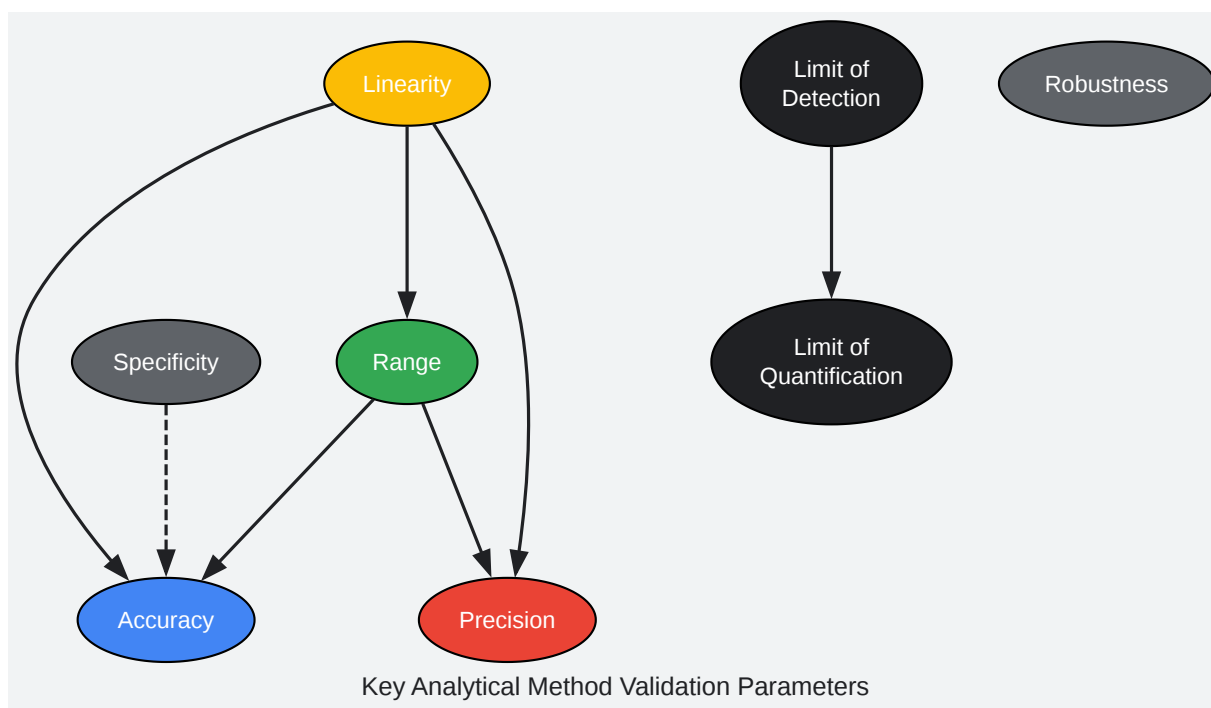 Linearity
Limit of
Detection
Robustness
Specificity
Range
Limit of
Quantification
Accuracy
Precision
Key Analytical Method Validation Parameters